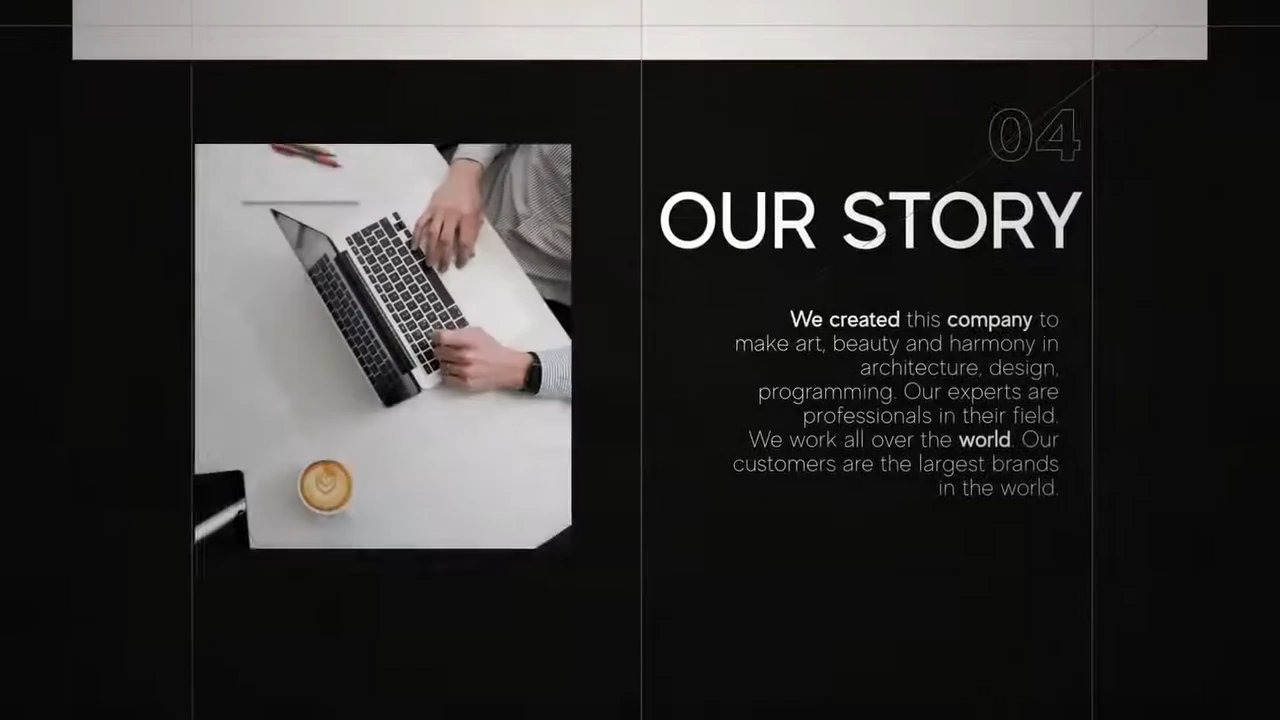 04
OUR STORY
We created this company to
make art, beauty and harmony in
architecture, design,
programming. Our experts are
professionals in their field.
We work all over the world. Our
customers are the largest brands
in the world.